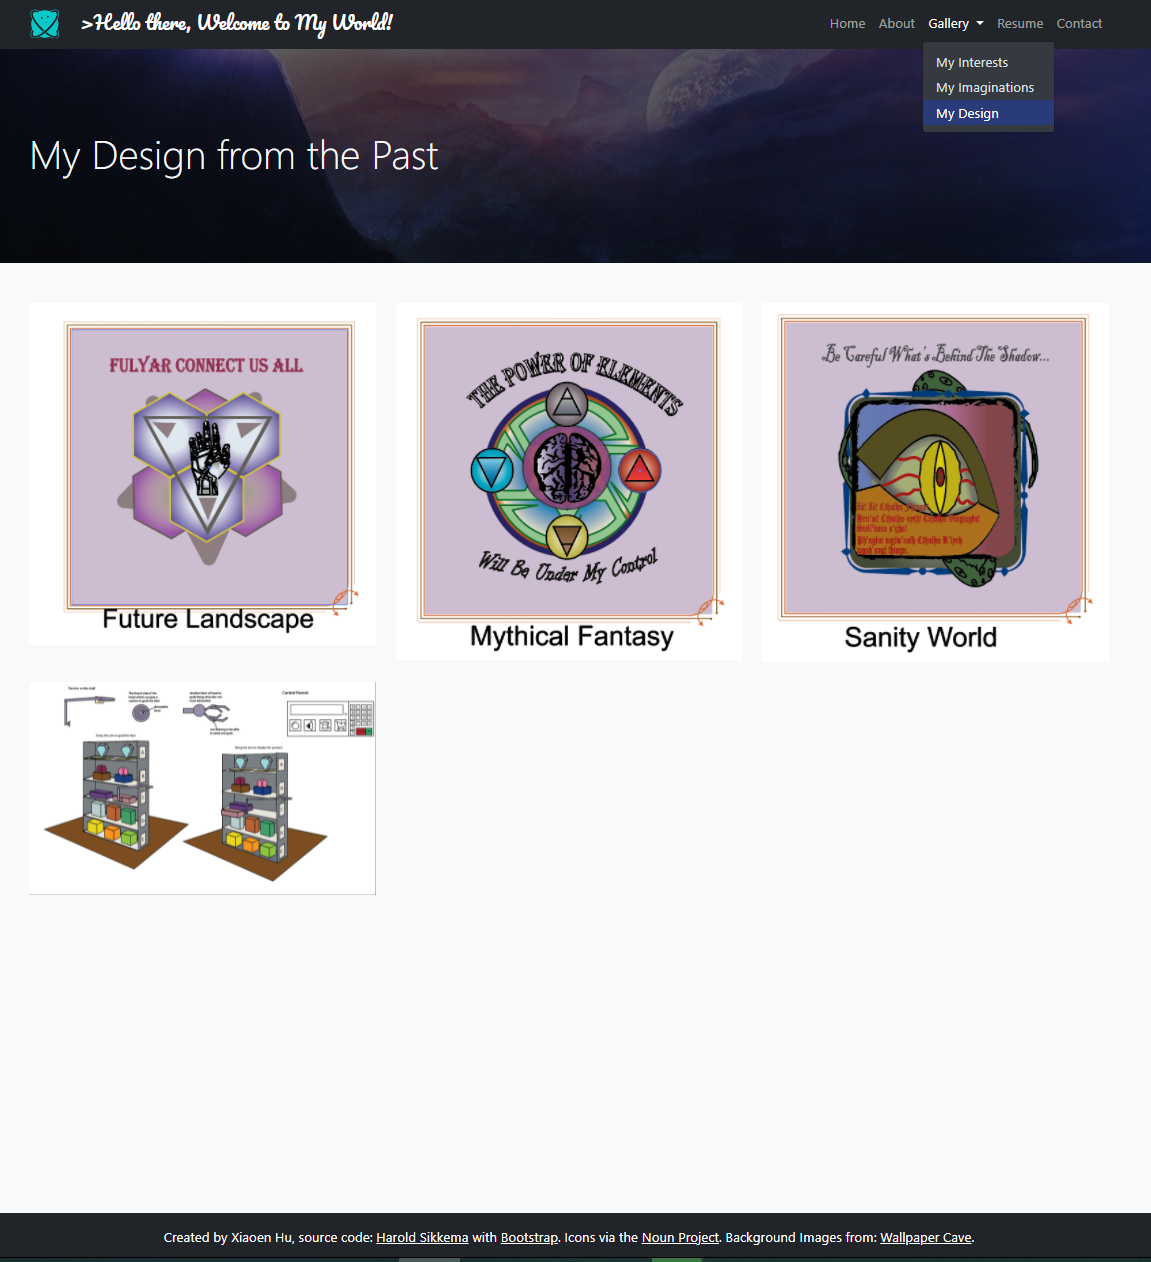 >Hello there, Welcome to My World!
Home About Gallery Resume Contact
My Interests
My Imaginations
My Design
My Design from the Past
FULYAR CONNECT US ALL
Future Landscape
THE POWER OF ELEMENTS
Will Be Under My Control
Mythical Fantasy
Be Careful What's Behind The Shadow...
Sanity World
Control Pannel
Created by Xiaoen Hu, source code: Harold Sikkema with Bootstrap. Icons via the Noun Project. Background Images from: Wallpaper Cave.